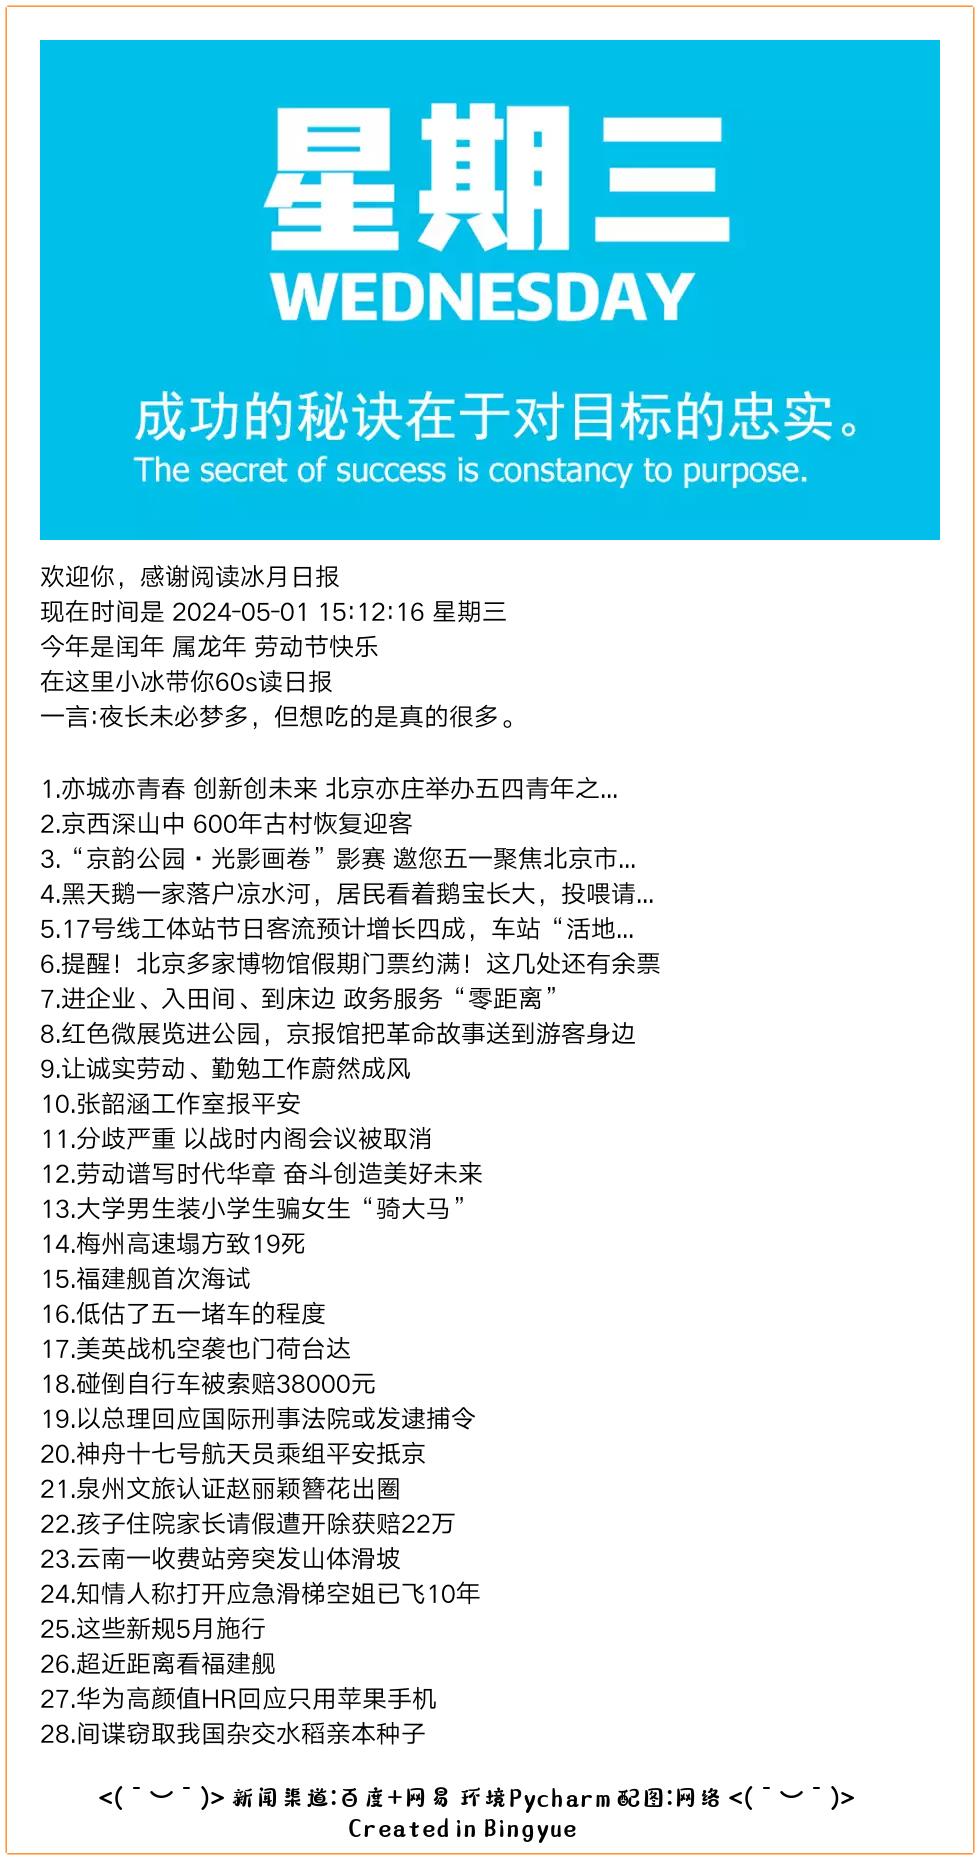 星期三
WEDNESDAY
成功的秘诀在于对目标的忠实。
The secret of success is constancy to purpose.
欢迎你，感谢阅读冰月日报
现在时间是 2024-05-01 15:12:16 星期三
今年是闰年 属龙年 劳动节快乐
在这里小冰带你60s读日报
一言:夜长未必梦多，但想吃的是真的很多。
1.亦城亦青春 创新创未来 北京亦庄举办五四青年之...
2.京西深山中 600年古村恢复迎客
3.“京韵公园·光影画卷”影赛 邀您五一聚焦北京市...
4.黑天鹅一家落户凉水河，居民看着鹅宝长大，投喂请...
5.17号线工体站节日客流预计增长四成，车站“活地...
6.提醒！北京多家博物馆假期门票约满！这几处还有余票
7.进企业、入田间、到床边 政务服务“零距离”
8.红色微展览进公园，京报馆把革命故事送到游客身边
9.让诚实劳动、勤勉工作蔚然成风
10.张韶涵工作室报平安
11.分歧严重 以战时内阁会议被取消
12.劳动谱写时代华章 奋斗创造美好未来
13.大学男生装小学生骗女生“骑大马”
14.梅州高速塌方致19死
15.福建舰首次海试
16.低估了五一堵车的程度
17.美英战机空袭也门荷台达
18.碰倒自行车被索赔38000元
19.以总理回应国际刑事法院或发逮捕令
20.神舟十七号航天员乘组平安抵京
21.泉州文旅认证赵丽颖簪花出圈
22.孩子住院家长请假遭开除获赔22万
23.云南一收费站旁突发山体滑坡
24.知情人称打开应急滑梯空姐已飞10年
25.这些新规5月施行
26.超近距离看福建舰
27.华为高颜值HR回应只用苹果手机
28.间谍窃取我国杂交水稻亲本种子
<(¯︶¯)> 新闻渠道:百度+网易 环境Pycharm 配图:网络 <(¯︶¯)>
Created in Bingyue